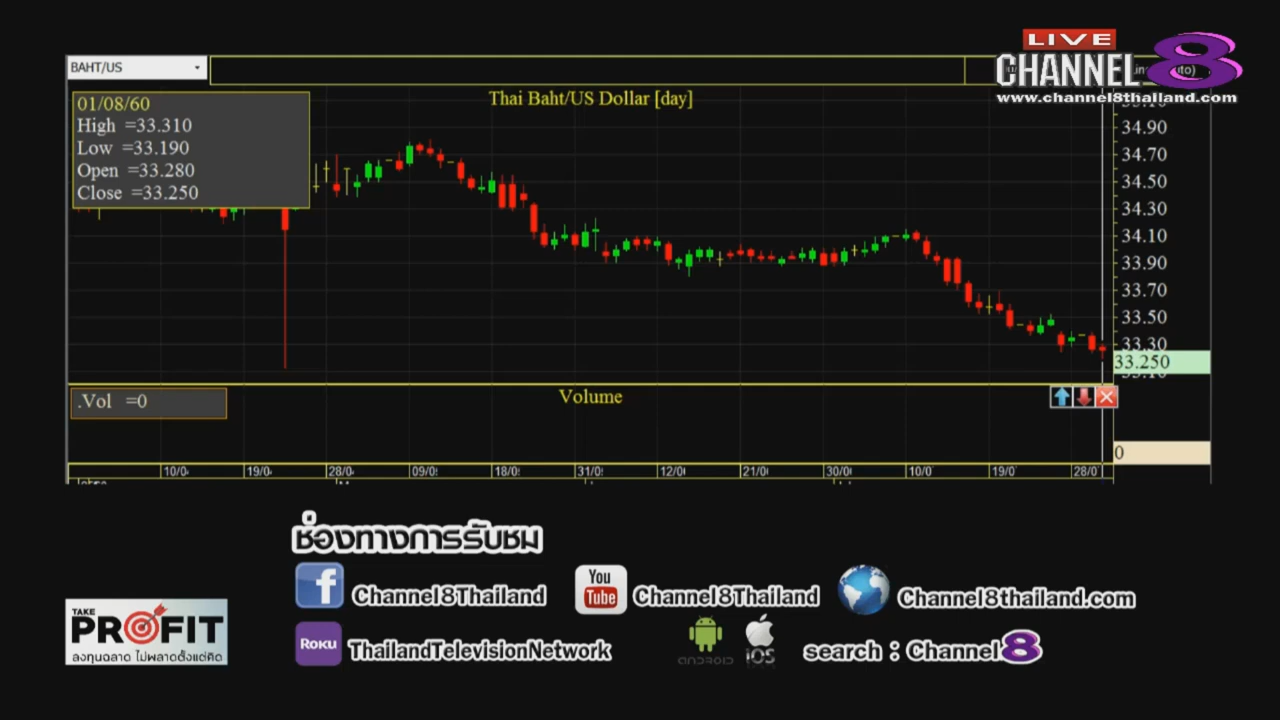 LIVE
CHANNEL 8
www.channel8thailand.com
BAHT/US
Thai Baht/US Dollar [day]
01/08/60
High =33.310
Low =33.190
Open =33.280
Close =33.250
34.90
34.70
34.50
34.30
34.10
33.90
33.70
33.50
33.30
33.250
.Vol =0
Volume
0
10/0
19/0
28/0
09/0
18/0
31/0
12/0
21/0
30/0
10/0
19/0
28/0
ช่องทางการรับชม
f Channel8Thailand
You Tube Channel8Thailand
Channel8thailand.com
TAKE
PROFIT
ลงทุนฉลาด ไม่พลาดตั้งแต่คิด
ROKU ThailandTelevisionNetwork
ANDROID
iOS
search : Channel8